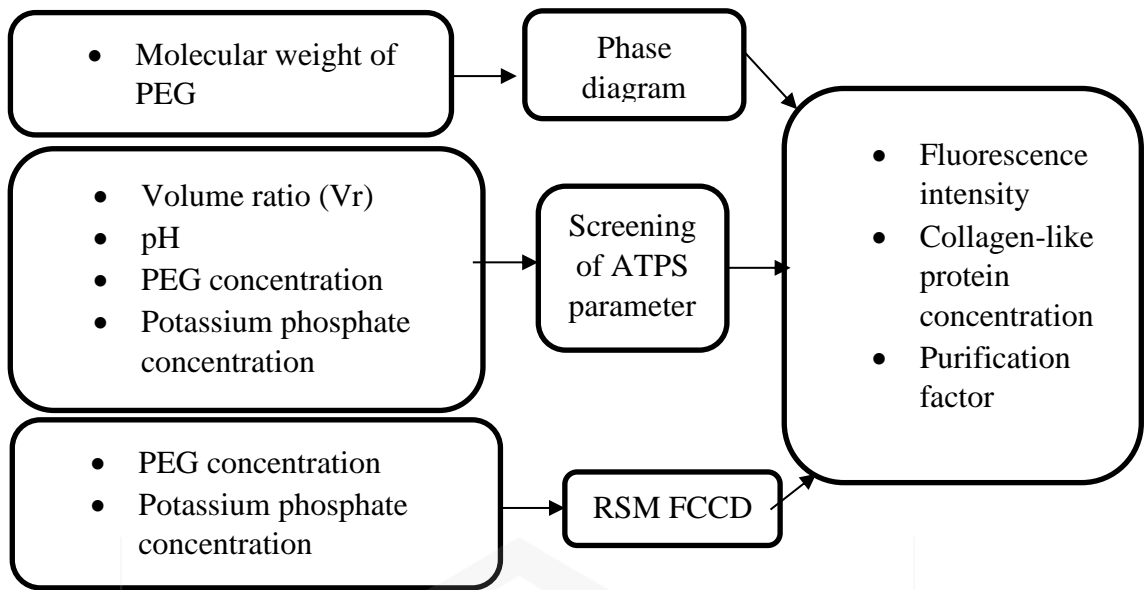 • Molecular weight of
PEG
Phase
diagram
• Volume ratio (Vr)
• pH
• PEG concentration
• Potassium phosphate
concentration
Screening
of ATPS
parameter
• PEG concentration
• Potassium phosphate
concentration
RSM FCCD
• Fluorescence
intensity
• Collagen-like
protein
concentration
• Purification
factor